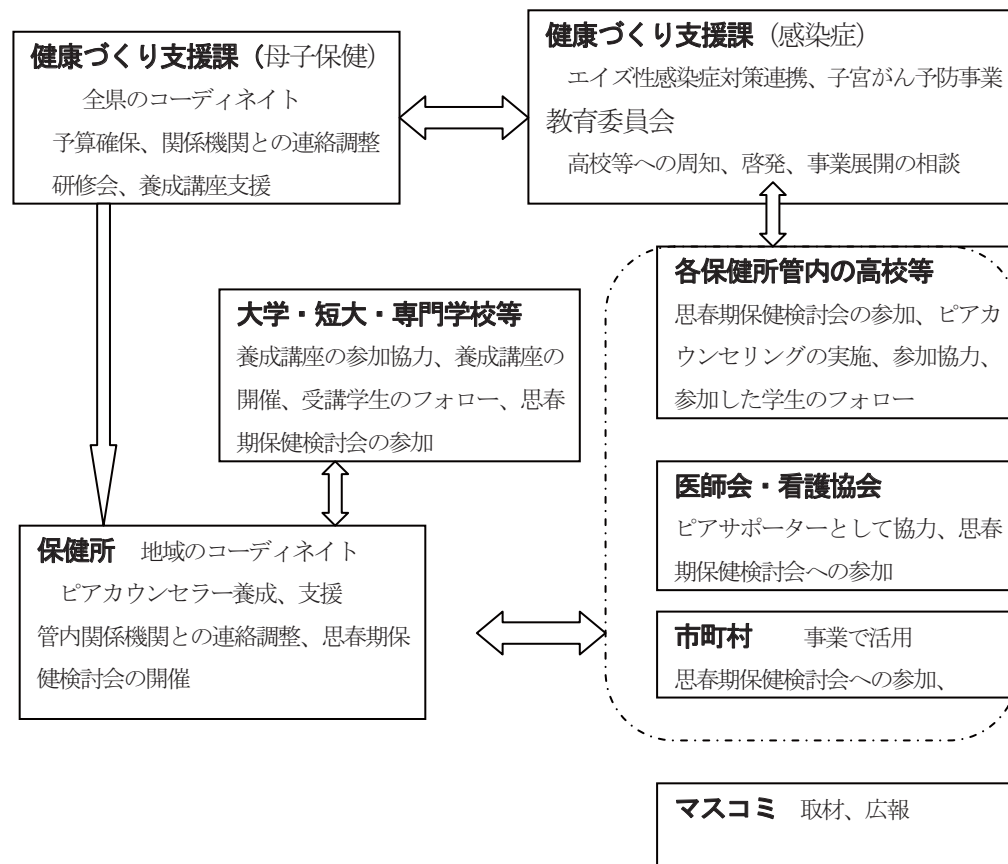 健康づくり支援課（母子保健）
全県のコーディネイト
予算確保、関係機関との連絡調整
研修会、養成講座支援
健康づくり支援課（感染症）
エイズ性感染症対策連携、子宮がん予防事業
教育委員会
高校等への周知、啓発、事業展開の相談
各保健所管内の高校等
思春期保健検討会の参加、ピアカ
ウンセリングの実施、参加協力、
参加した学生のフォロー
大学・短大・専門学校等
養成講座の参加協力、養成講座の
開催、受講学生のフォロー、思春
期保健検討会の参加
医師会・看護協会
ピアサポーターとして協力、思春
期保健検討会への参加
保健所　地域のコーディネイト
ピアカウンセラー養成、支援
管内関係機関との連絡調整、思春期保
健検討会の開催
市町村　事業で活用
思春期保健検討会への参加、
マスコミ　取材、広報